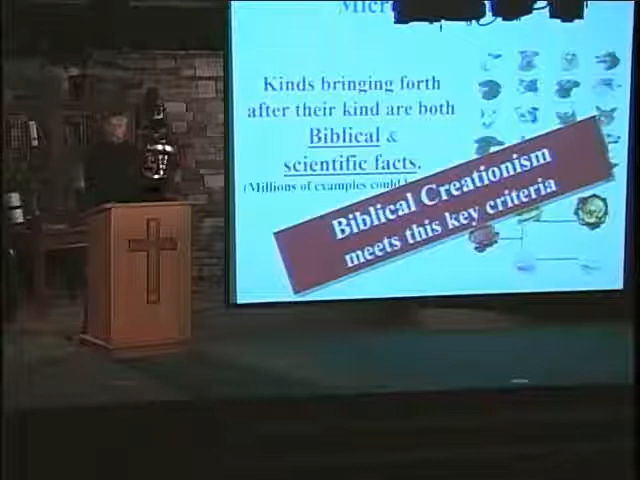 Kinds bringing forth
after their kind are both
Biblical &
scientific facts.
(Millions of examples could
Biblical Creationism
meets this key criteria